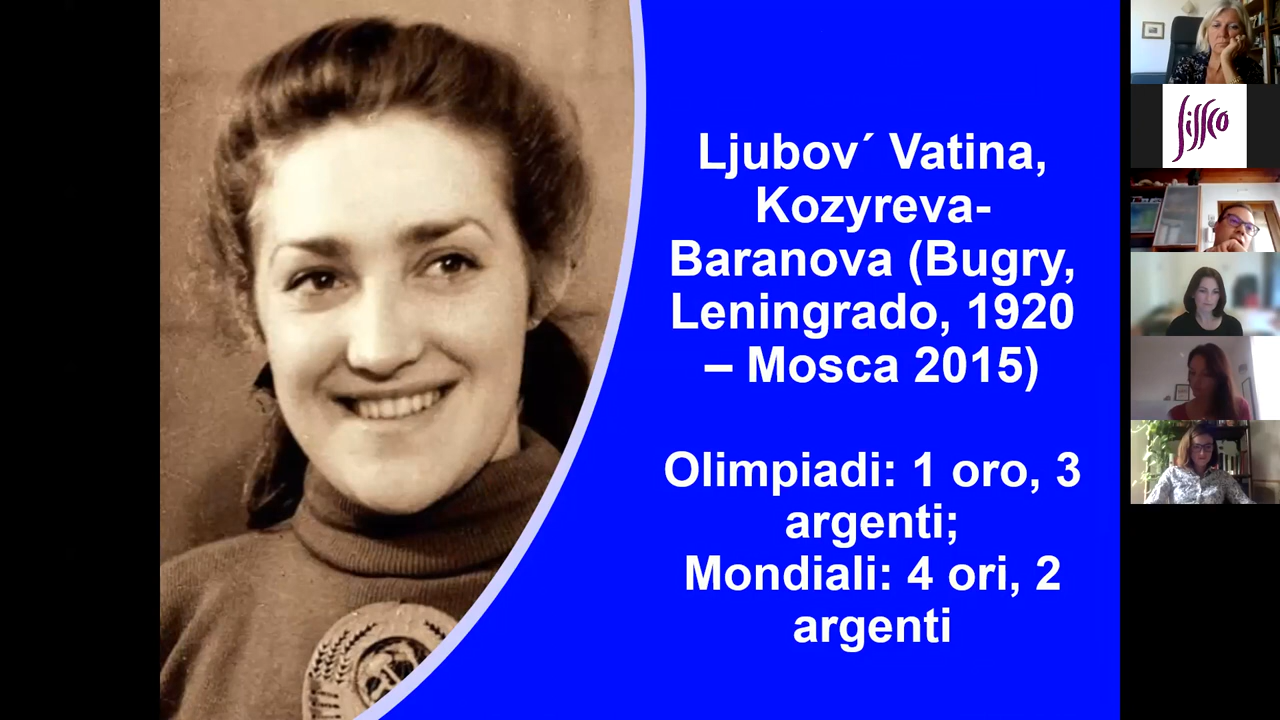 Ljubov´ Vatina,
Kozyreva-
Baranova (Bugry,
Leningrado, 1920
– Mosca 2015)
Olimpiadi: 1 oro, 3
argenti;
Mondiali: 4 ori, 2
argenti